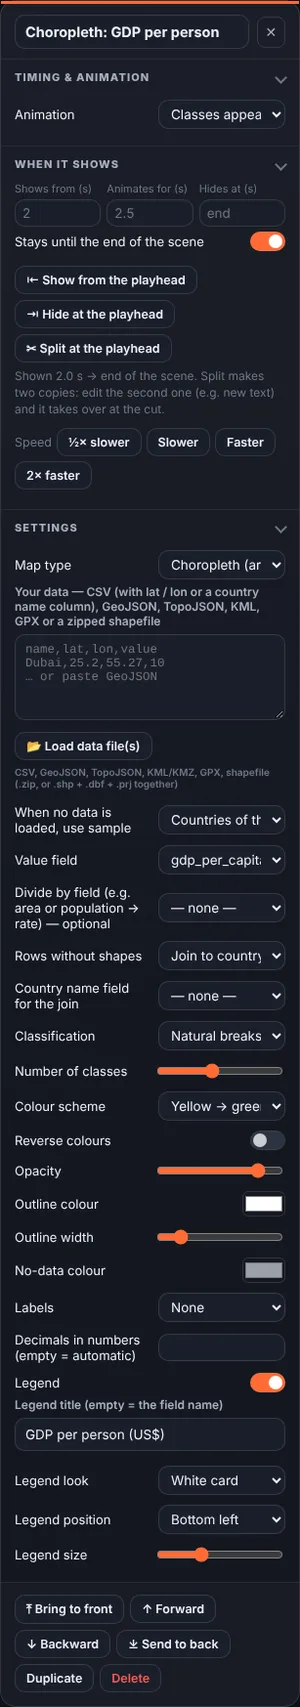 Choropleth: GDP per person
✕
TIMING & ANIMATION
Animation
Classes appea
WHEN IT SHOWS
Shows from (s) Animates for (s) Hides at (s)
2 2.5 end
Stays until the end of the scene
⇤ Show from the playhead
⇥ Hide at the playhead
✂ Split at the playhead
Shown 2.0 s → end of the scene. Split makes
two copies: edit the second one (e.g. new text)
and it takes over at the cut.
Speed ½× slower Slower Faster
2× faster
SETTINGS
Map type Choropleth (ar
Your data — CSV (with lat / lon or a country
name column), GeoJSON, TopoJSON, KML,
GPX or a zipped shapefile
name,lat,lon,value
Dubai,25.2,55.27,10
… or paste GeoJSON
📂 Load data file(s)
CSV, GeoJSON, TopoJSON, KML/KMZ, GPX, shapefile
(.zip, or .shp + .dbf + .prj together)
When no data is
loaded, use sample
Countries of th
Value field gdp_per_capita
Divide by field (e.g.
area or population →
rate) — optional
— none —
Rows without shapes Join to country
Country name field
for the join
— none —
Classification Natural breaks
Number of classes
Colour scheme Yellow → gree
Reverse colours
Opacity
Outline colour
Outline width
No-data colour
Labels None
Decimals in numbers
(empty = automatic)
Legend
Legend title (empty = the field name)
GDP per person (US$)
Legend look White card
Legend position Bottom left
Legend size
⤒ Bring to front ↑ Forward
↓ Backward ⤓ Send to back
Duplicate Delete